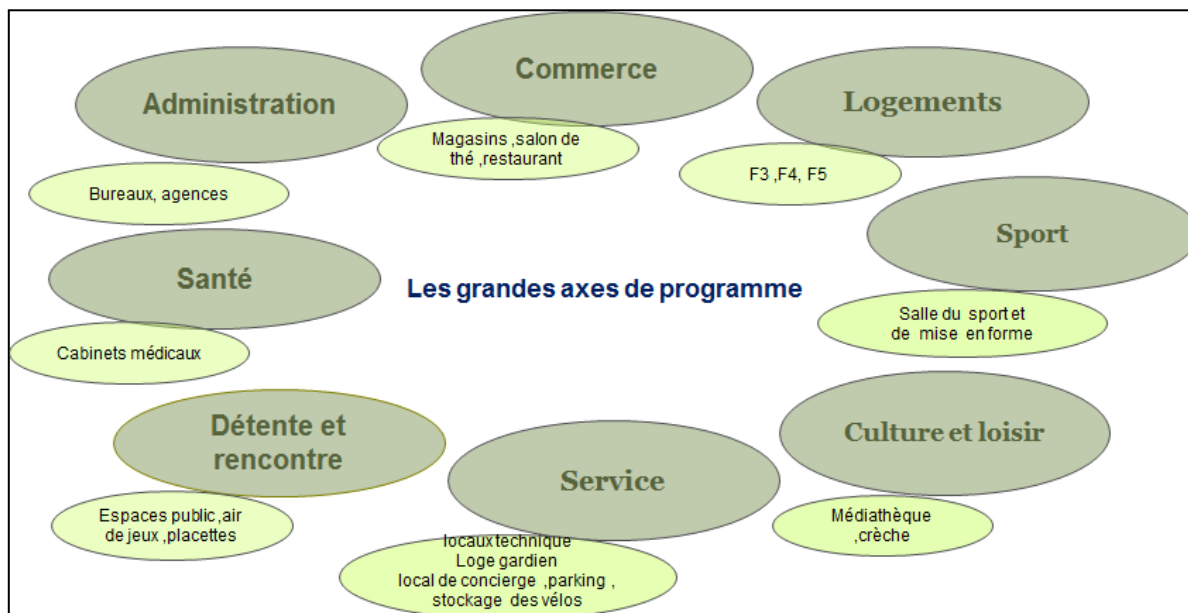 Commerce
Magasins ,salon de
thé ,restaurant
Administration
Bureaux, agences
Logements
F3 ,F4, F5
Sport
Salle du sport et
de mise en forme
Santé
Cabinets médicaux
Les grandes axes de programme
Détente et
rencontre
Espaces public ,air
de jeux ,placettes
Service
locaux technique
Loge gardien
local de concierge ,parking ,
stockage des vélos
Culture et loisir
Médiathèque
,crèche